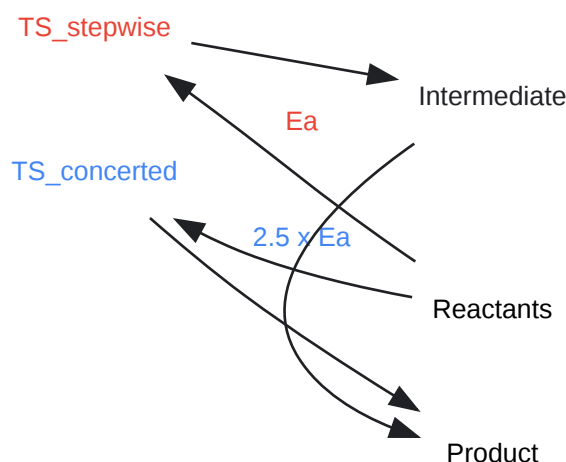 TS_stepwise
Intermediate
Ea
TS_concerted
2.5 x Ea
Reactants
Product